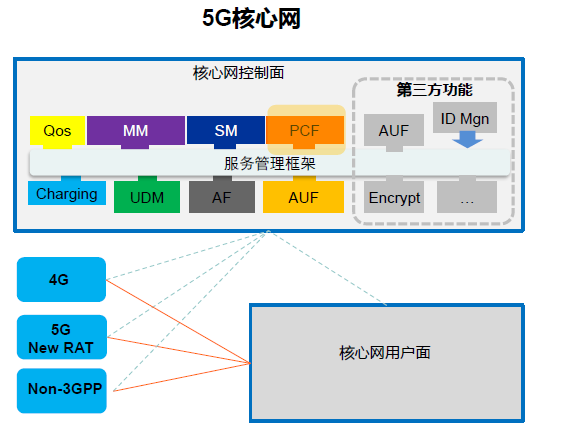 5G核心网
核心网控制面
第三方功能
Qos
MM
SM
PCF
AUF
ID Mgn
服务管理框架
Charging
UDM
AF
AUF
Encrypt
…
4G
5G
New RAT
Non-3GPP
核心网用户面